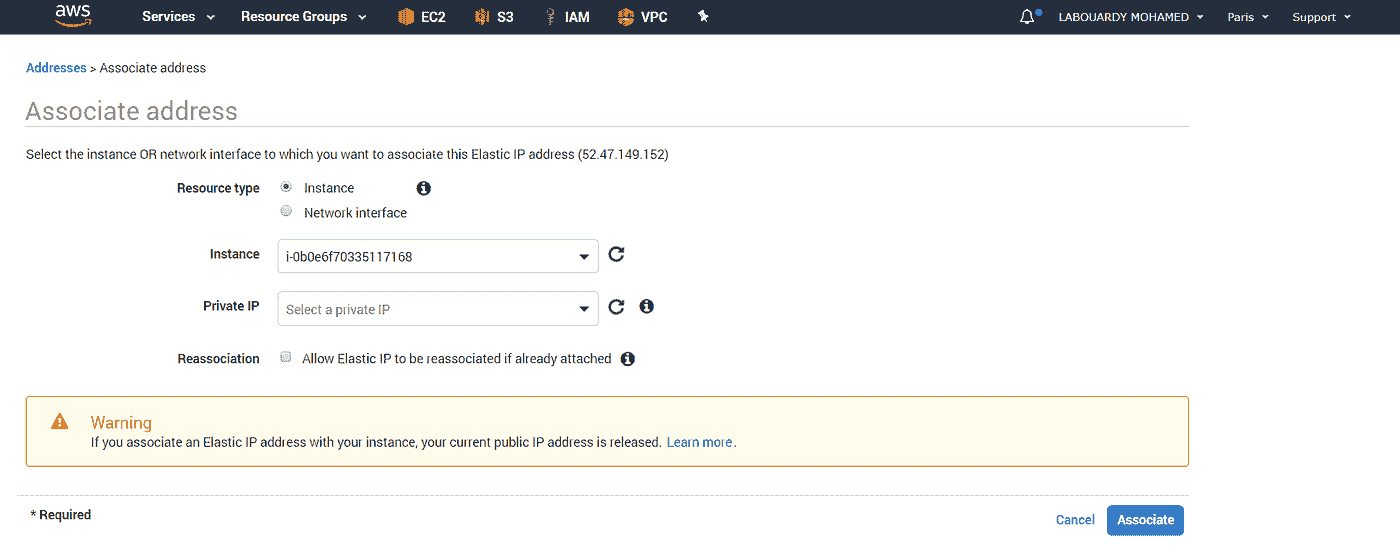 aws Services Resource Groups EC2 S3 IAM VPC LABOUARDY MOHAMED Paris Support
Addresses > Associate address
Associate address
Select the instance OR network interface to which you want to associate this Elastic IP address (52.47.149.152)
Resource type Instance
Network interface
Instance i-0b0e6f70335117168
Private IP Select a private IP
Reassociation Allow Elastic IP to be reassociated if already attached
Warning
If you associate an Elastic IP address with your instance, your current public IP address is released. Learn more.
* Required Cancel Associate